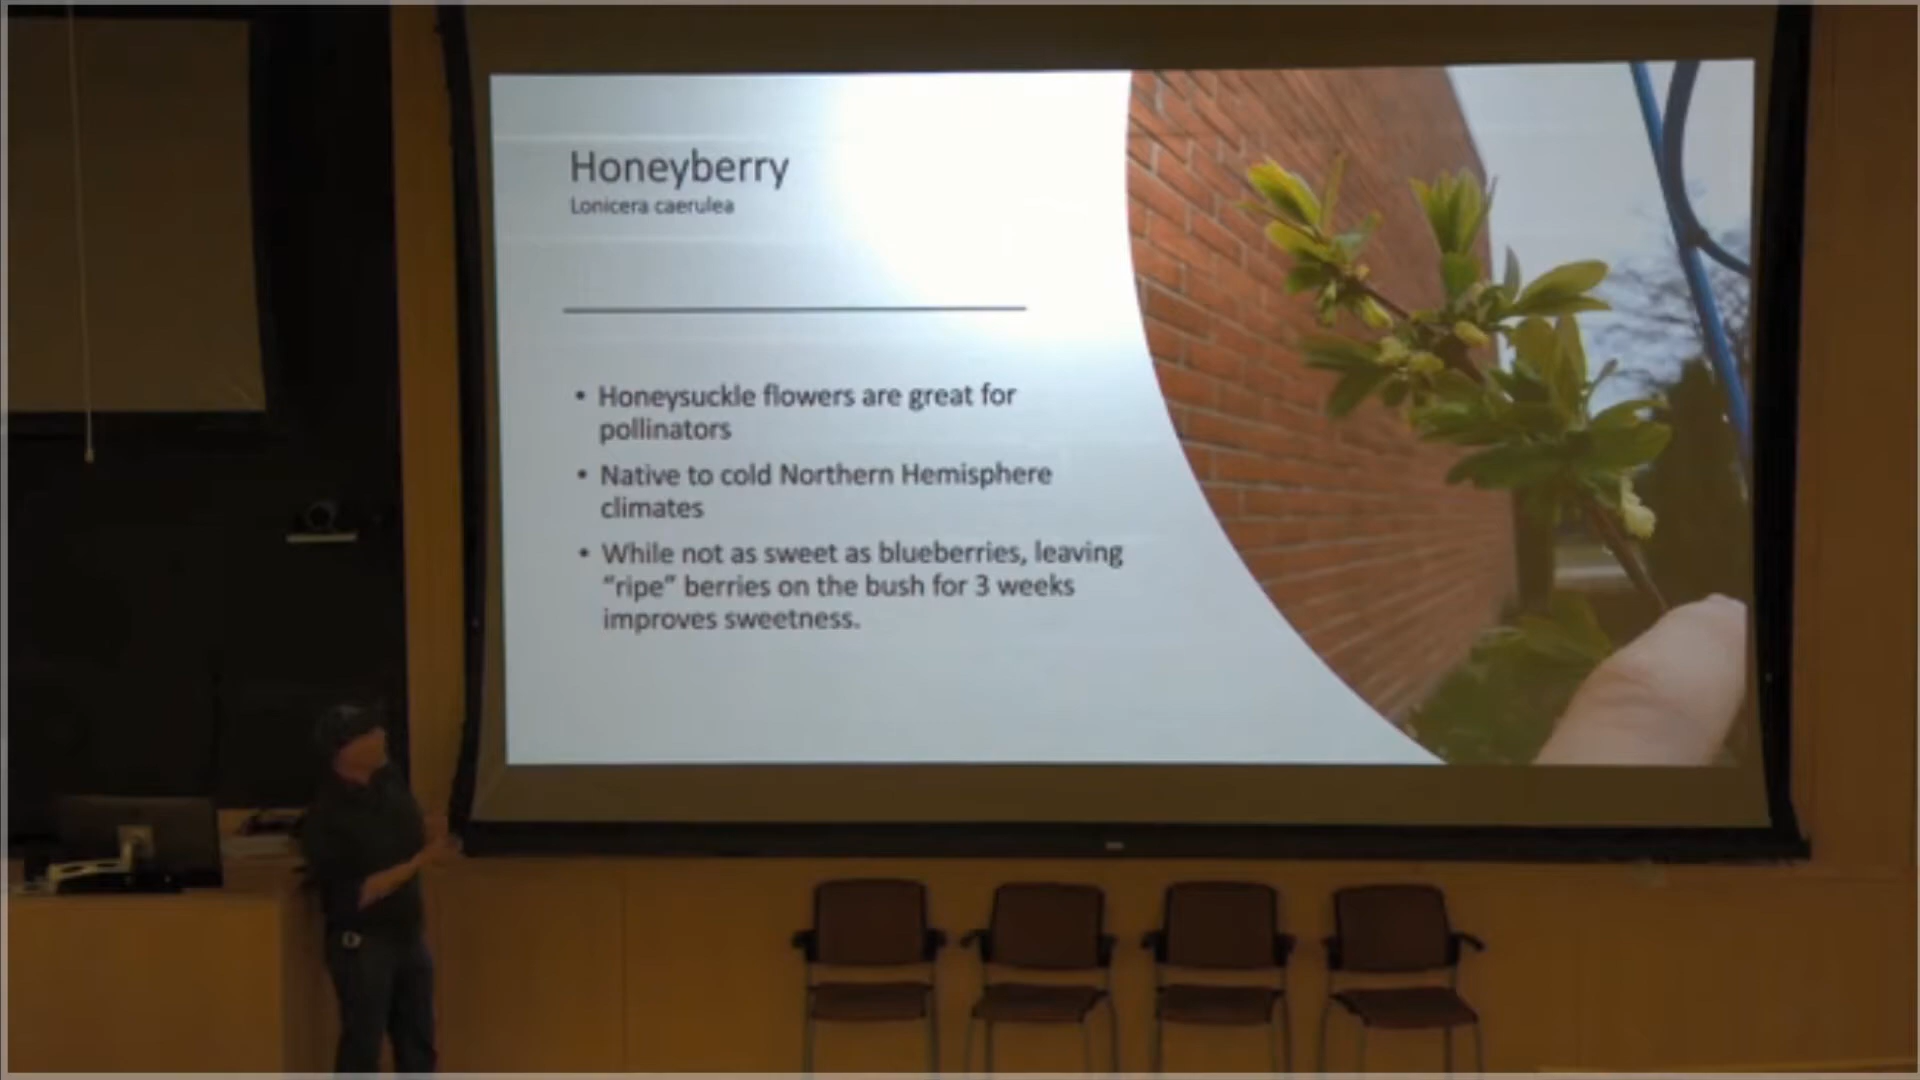 Honeyberry
Lonicera caerulea
• Honeysuckle flowers are great for
pollinators
• Native to cold Northern Hemisphere
climates
• While not as sweet as blueberries, leaving
“ripe” berries on the bush for 3 weeks
improves sweetness.